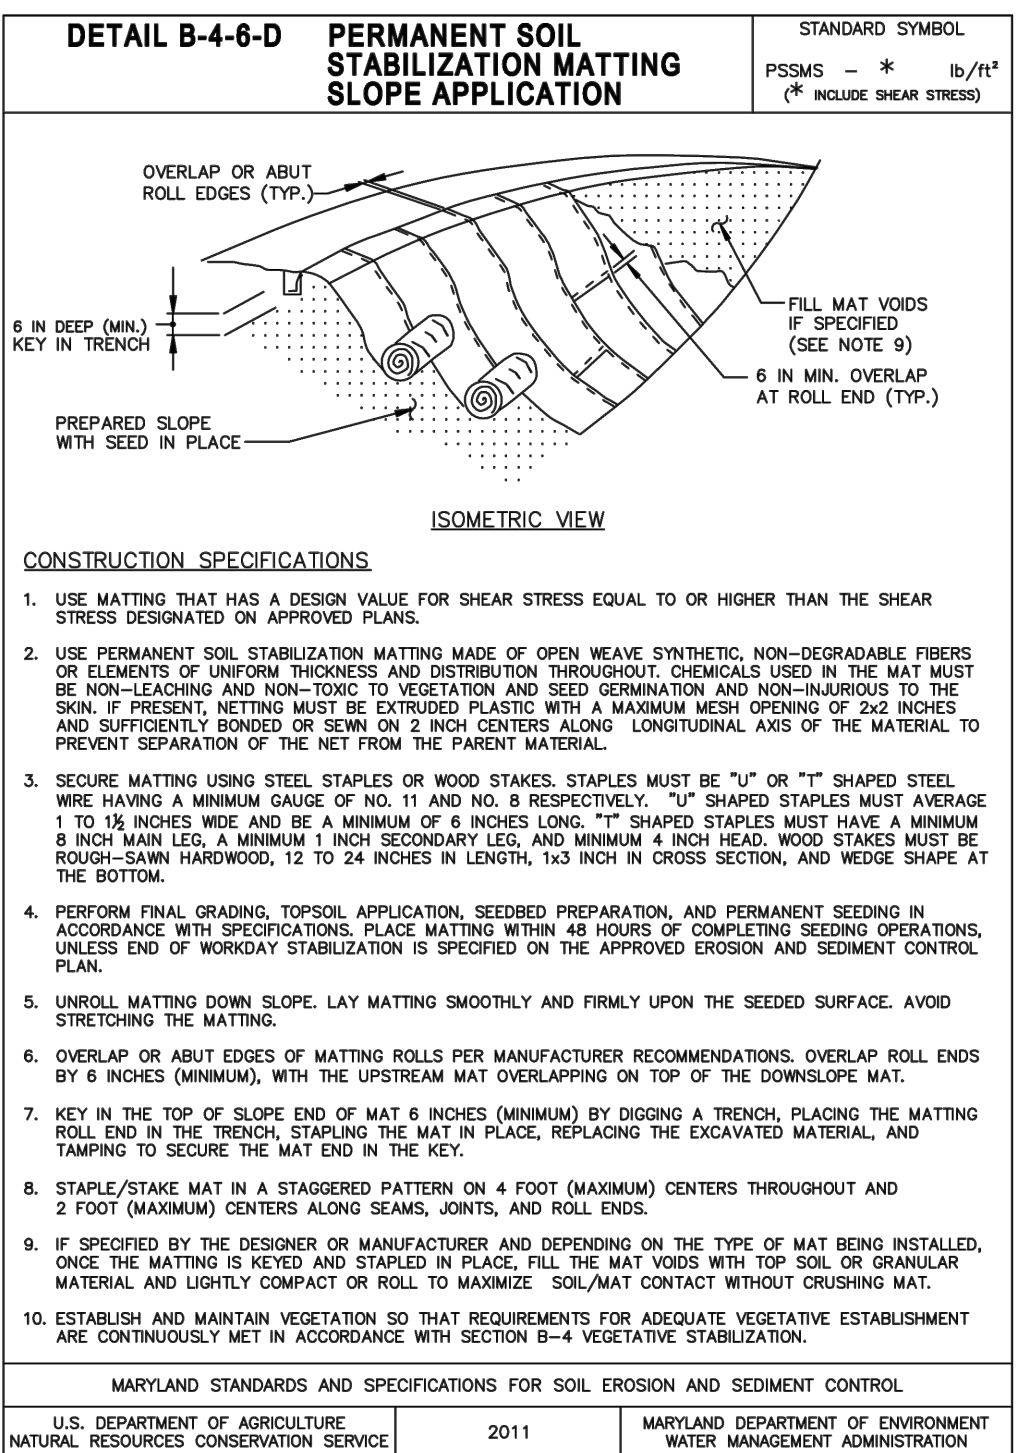 DETAIL B-4-6-D
PERMANENT SOIL
STABILIZATION MATTING
SLOPE APPLICATION
STANDARD SYMBOL
PSSMS – * lb/ft²
(* INCLUDE SHEAR STRESS)
OVERLAP OR ABUT
ROLL EDGES (TYP.)
6 IN DEEP (MIN.)
KEY IN TRENCH
PREPARED SLOPE
WITH SEED IN PLACE
FILL MAT VOIDS
IF SPECIFIED
(SEE NOTE 9)
6 IN MIN. OVERLAP
AT ROLL END (TYP.)
ISOMETRIC VIEW
CONSTRUCTION SPECIFICATIONS
1. USE MATTING THAT HAS A DESIGN VALUE FOR SHEAR STRESS EQUAL TO OR HIGHER THAN THE SHEAR
STRESS DESIGNATED ON APPROVED PLANS.
2. USE PERMANENT SOIL STABILIZATION MATTING MADE OF OPEN WEAVE SYNTHETIC, NON-DEGRADABLE FIBERS
OR ELEMENTS OF UNIFORM THICKNESS AND DISTRIBUTION THROUGHOUT. CHEMICALS USED IN THE MAT MUST
BE NON-LEACHING AND NON-TOXIC TO VEGETATION AND SEED GERMINATION AND NON-INJURIOUS TO THE
SKIN. IF PRESENT, NETTING MUST BE EXTRUDED PLASTIC WITH A MAXIMUM MESH OPENING OF 2x2 INCHES
AND SUFFICIENTLY BONDED OR SEWN ON 2 INCH CENTERS ALONG LONGITUDINAL AXIS OF THE MATERIAL TO
PREVENT SEPARATION OF THE NET FROM THE PARENT MATERIAL.
3. SECURE MATTING USING STEEL STAPLES OR WOOD STAKES. STAPLES MUST BE "U" OR "T" SHAPED STEEL
WIRE HAVING A MINIMUM GAUGE OF NO. 11 AND NO. 8 RESPECTIVELY. "U" SHAPED STAPLES MUST AVERAGE
1 TO 1½ INCHES WIDE AND BE A MINIMUM OF 6 INCHES LONG. "T" SHAPED STAPLES MUST HAVE A MINIMUM
8 INCH MAIN LEG, A MINIMUM 1 INCH SECONDARY LEG, AND MINIMUM 4 INCH HEAD. WOOD STAKES MUST BE
ROUGH-SAWN HARDWOOD, 12 TO 24 INCHES IN LENGTH, 1x3 INCH IN CROSS SECTION, AND WEDGE SHAPE AT
THE BOTTOM.
4. PERFORM FINAL GRADING, TOPSOIL APPLICATION, SEEDBED PREPARATION, AND PERMANENT SEEDING IN
ACCORDANCE WITH SPECIFICATIONS. PLACE MATTING WITHIN 48 HOURS OF COMPLETING SEEDING OPERATIONS,
UNLESS END OF WORKDAY STABILIZATION IS SPECIFIED ON THE APPROVED EROSION AND SEDIMENT CONTROL
PLAN.
5. UNROLL MATTING DOWN SLOPE. LAY MATTING SMOOTHLY AND FIRMLY UPON THE SEEDED SURFACE. AVOID
STRETCHING THE MATTING.
6. OVERLAP OR ABUT EDGES OF MATTING ROLLS PER MANUFACTURER RECOMMENDATIONS. OVERLAP ROLL ENDS
BY 6 INCHES (MINIMUM), WITH THE UPSTREAM MAT OVERLAPPING ON TOP OF THE DOWNSLOPE MAT.
7. KEY IN THE TOP OF SLOPE END OF MAT 6 INCHES (MINIMUM) BY DIGGING A TRENCH, PLACING THE MATTING
ROLL END IN THE TRENCH, STAPLING THE MAT IN PLACE, REPLACING THE EXCAVATED MATERIAL, AND
TAMPING TO SECURE THE MAT END IN THE KEY.
8. STAPLE/STAKE MAT IN A STAGGERED PATTERN ON 4 FOOT (MAXIMUM) CENTERS THROUGHOUT AND
2 FOOT (MAXIMUM) CENTERS ALONG SEAMS, JOINTS, AND ROLL ENDS.
9. IF SPECIFIED BY THE DESIGNER OR MANUFACTURER AND DEPENDING ON THE TYPE OF MAT BEING INSTALLED,
ONCE THE MATTING IS KEYED AND STAPLED IN PLACE, FILL THE MAT VOIDS WITH TOP SOIL OR GRANULAR
MATERIAL AND LIGHTLY COMPACT OR ROLL TO MAXIMIZE SOIL/MAT CONTACT WITHOUT CRUSHING MAT.
10. ESTABLISH AND MAINTAIN VEGETATION SO THAT REQUIREMENTS FOR ADEQUATE VEGETATIVE ESTABLISHMENT
ARE CONTINUOUSLY MET IN ACCORDANCE WITH SECTION B-4 VEGETATIVE STABILIZATION.
MARYLAND STANDARDS AND SPECIFICATIONS FOR SOIL EROSION AND SEDIMENT CONTROL
U.S. DEPARTMENT OF AGRICULTURE
NATURAL RESOURCES CONSERVATION SERVICE
2011
MARYLAND DEPARTMENT OF ENVIRONMENT
WATER MANAGEMENT ADMINISTRATION